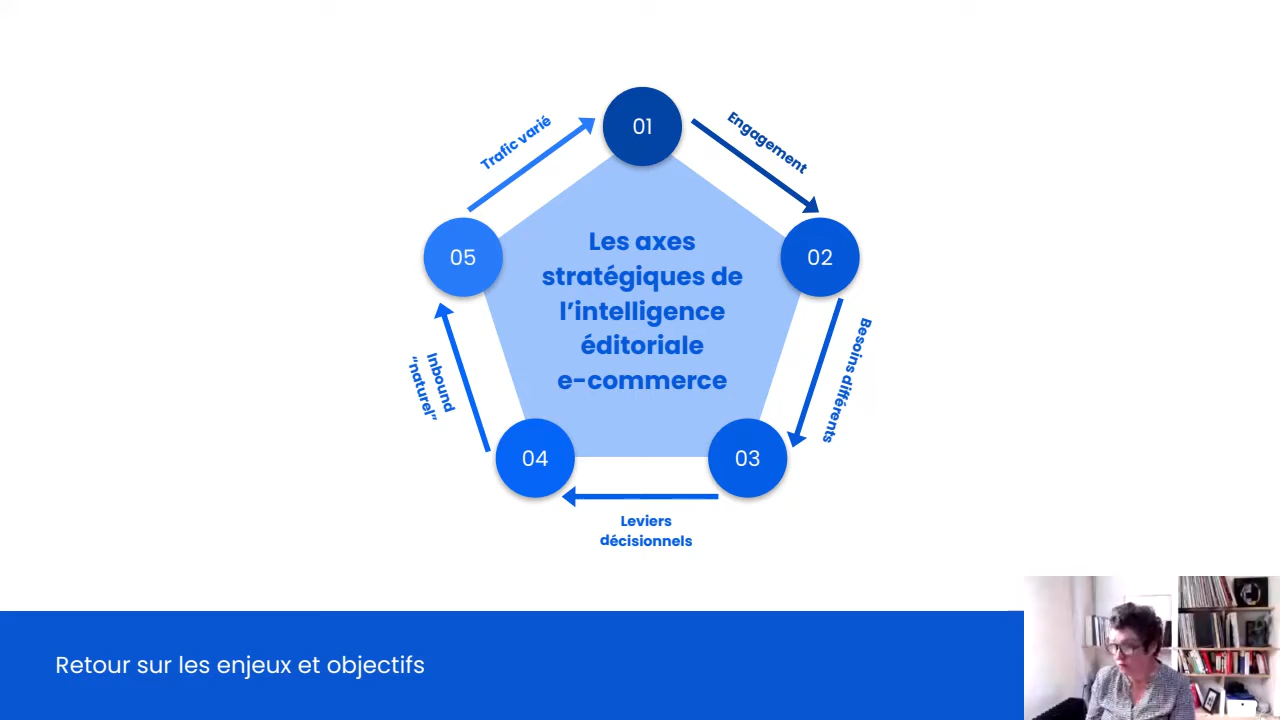 01
Engagement
02
Besoins différents
03
Leviers
décisionnels
04
Inbound
“naturel”
05
Trafic varié
Les axes
stratégiques de
l’intelligence
éditoriale
e-commerce
Retour sur les enjeux et objectifs